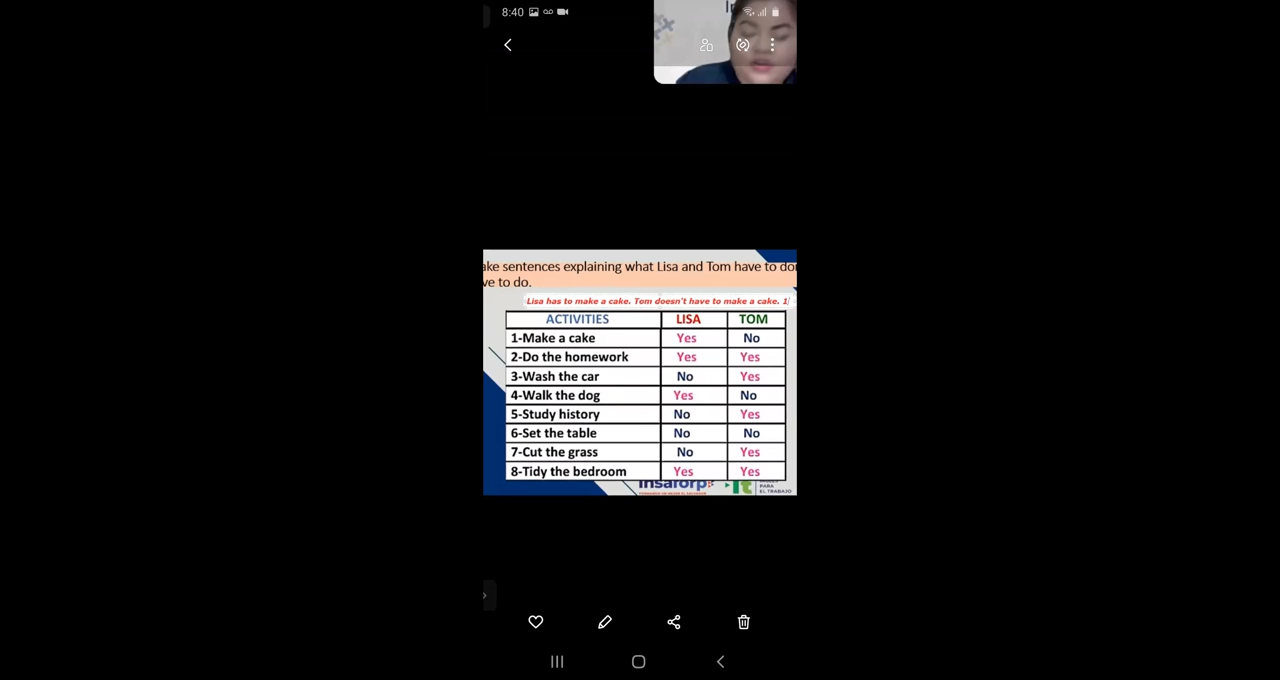 8:40
ake sentences explaining what Lisa and Tom have to do
ve to do.
Lisa has to make a cake. Tom doesn't have to make a cake. 1
ACTIVITIES LISA TOM
1-Make a cake Yes No
2-Do the homework Yes Yes
3-Wash the car No Yes
4-Walk the dog Yes No
5-Study history No Yes
6-Set the table No No
7-Cut the grass No Yes
8-Tidy the bedroom Yes Yes
Insaforp
PARA
EL TRABAJO